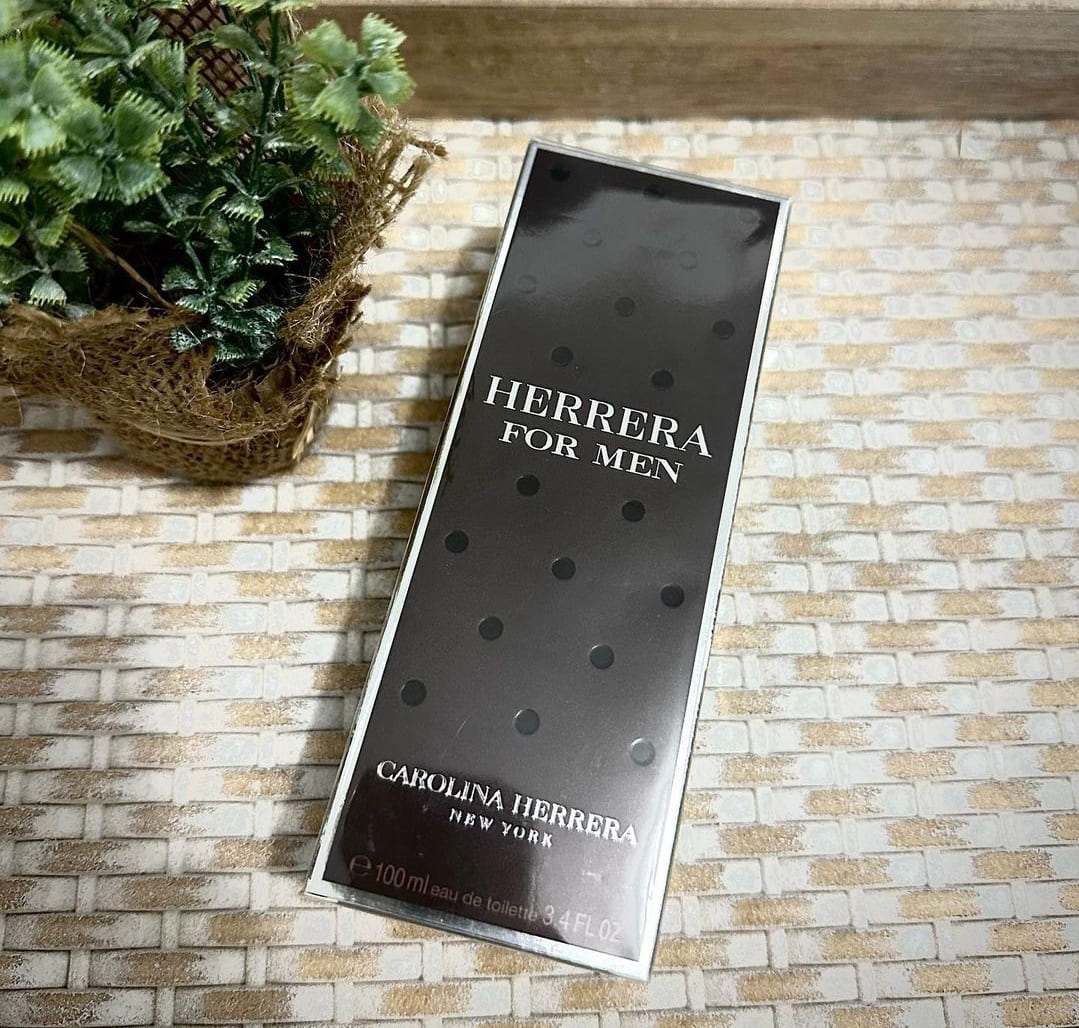 HERRERA
FOR MEN
CAROLINA HERRERA
NEW YORK
℮ 100 ml eau de toilette 3.4 FL OZ